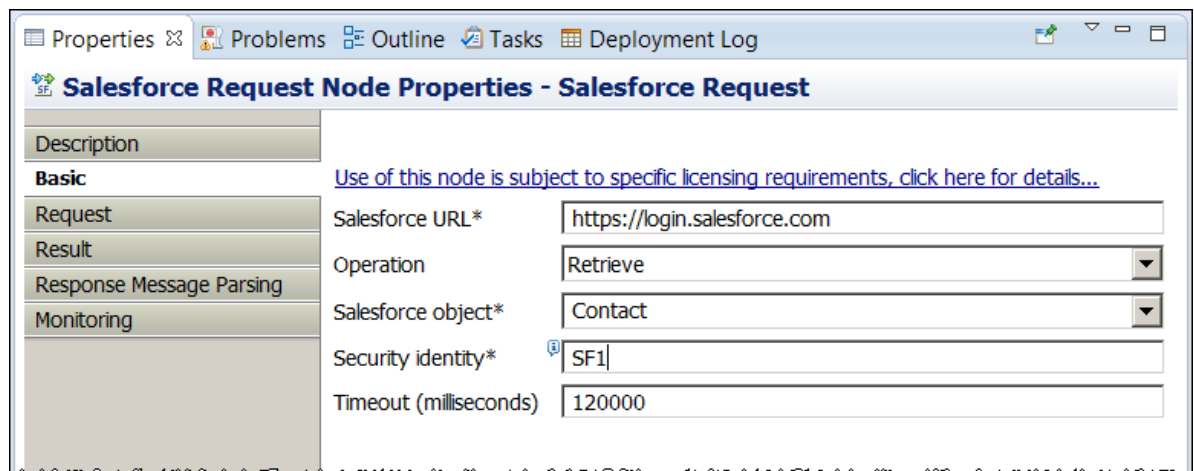 Properties Problems Outline Tasks Deployment Log
SF. Salesforce Request Node Properties - Salesforce Request
Description
Basic
Request
Result
Response Message Parsing
Monitoring
Use of this node is subject to specific licensing requirements, click here for details...
Salesforce URL* https://login.salesforce.com
Operation Retrieve
Salesforce object* Contact
Security identity* SF1
Timeout (milliseconds) 120000